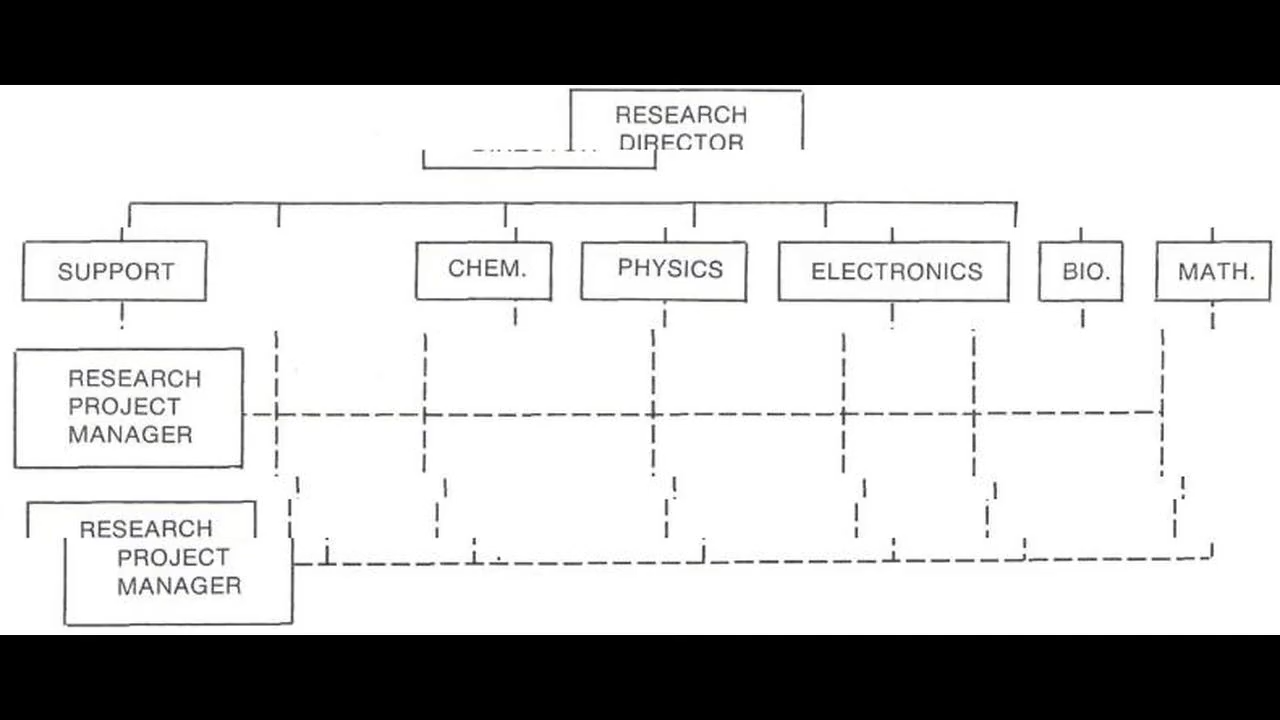 RESEARCH
DIRECTOR
SUPPORT
CHEM.
PHYSICS
ELECTRONICS
BIO.
MATH.
RESEARCH
PROJECT
MANAGER
RESEARCH
PROJECT
MANAGER